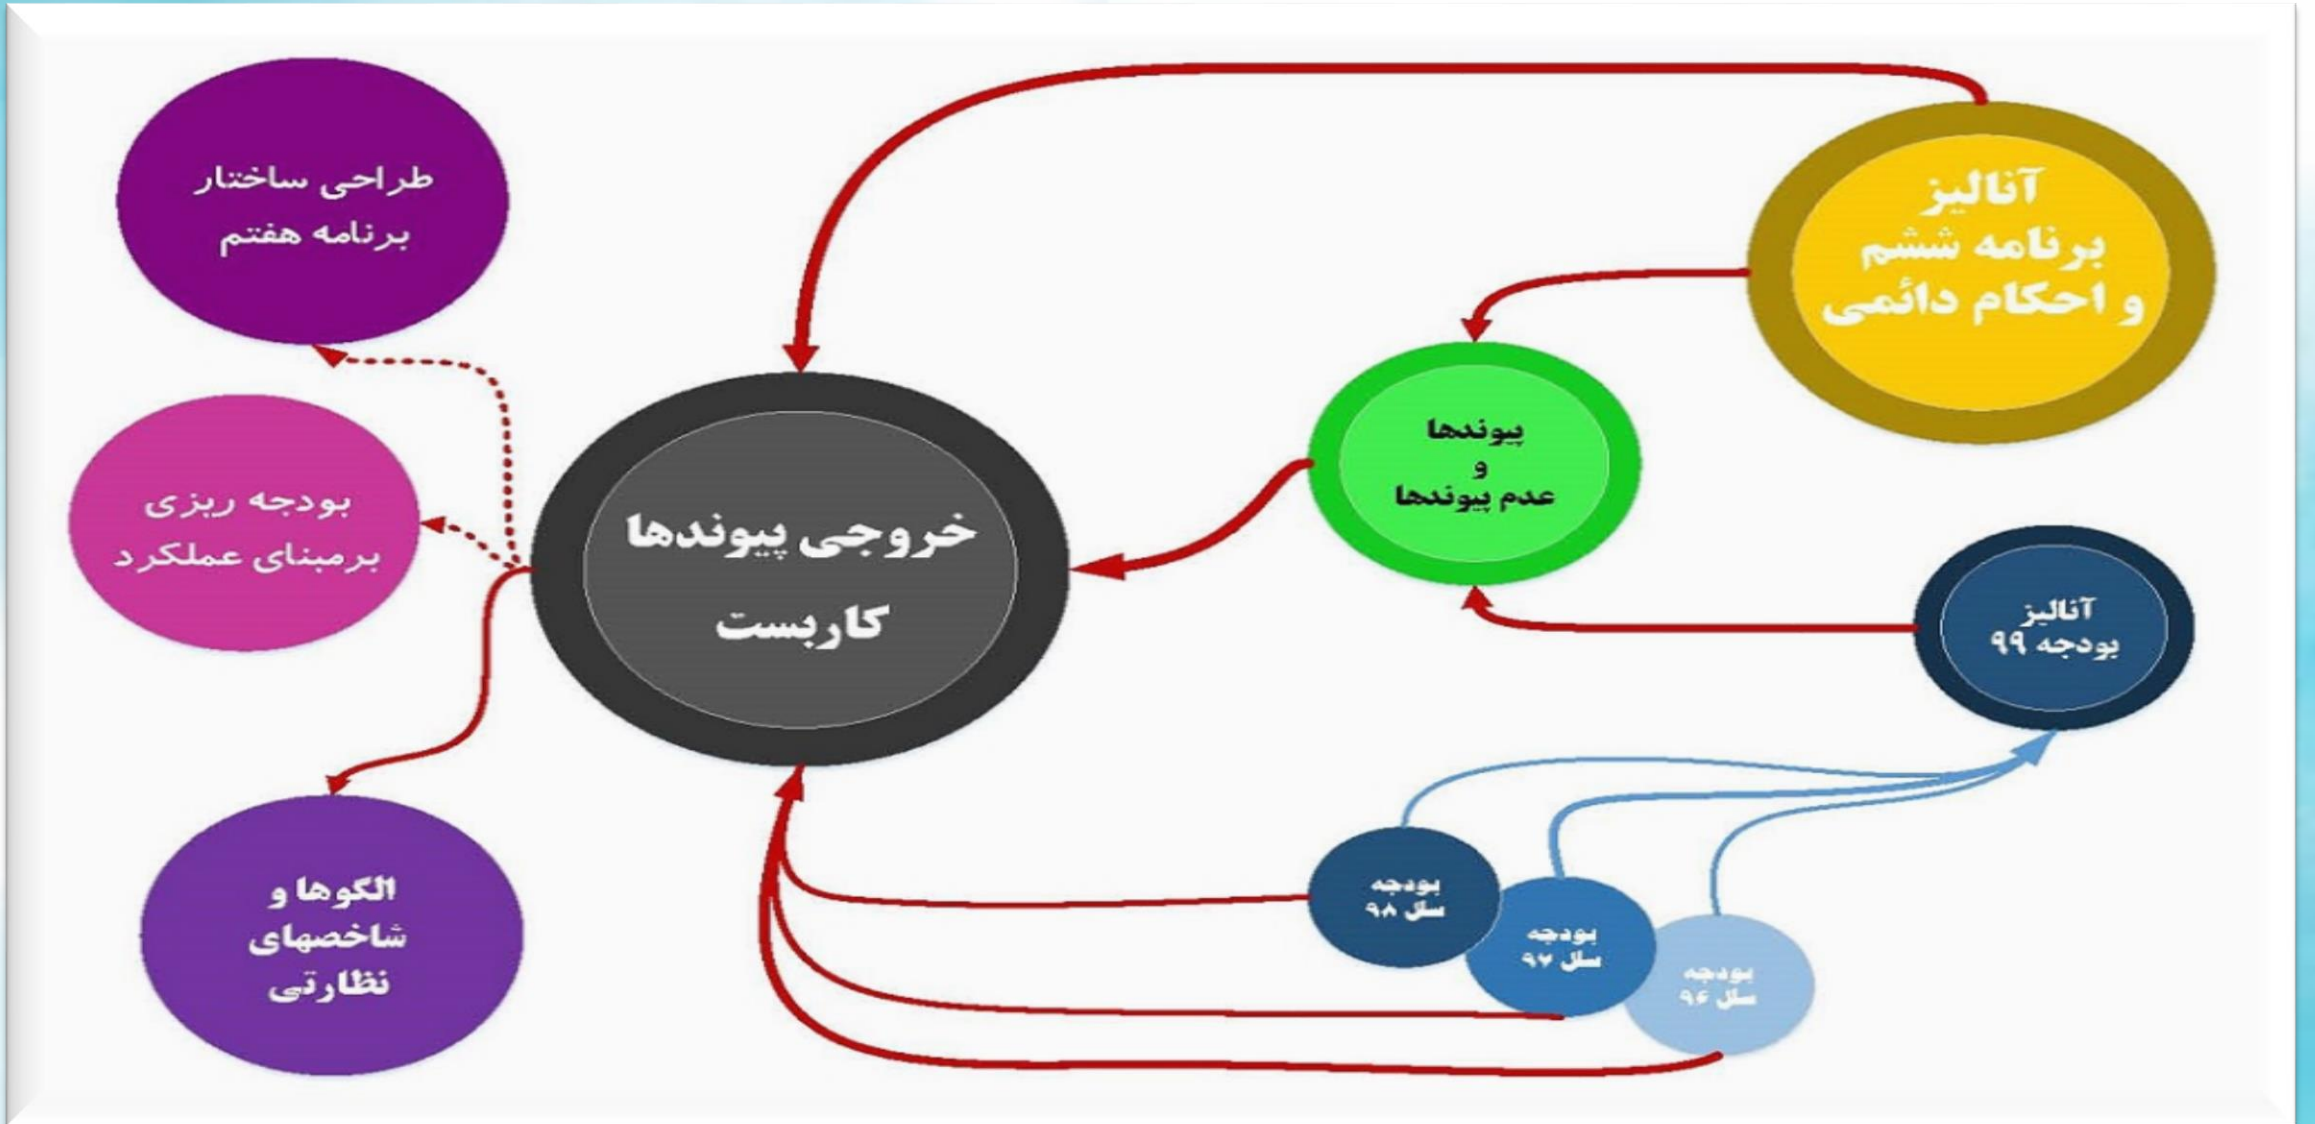 آنالیز
برنامه ششم
و احکام دائمی
پیوندها
و
عدم پیوندها
آنالیز
بودجه ۹۹
بودجه
سال ۹۸
بودجه
سال ۹۷
بودجه
سال ۹۶
خروجی پیوندها
کاربست
طراحی ساختار
برنامه هفتم
بودجه ریزی
برمبنای عملکرد
الگوها و
شاخصهای
نظارتی